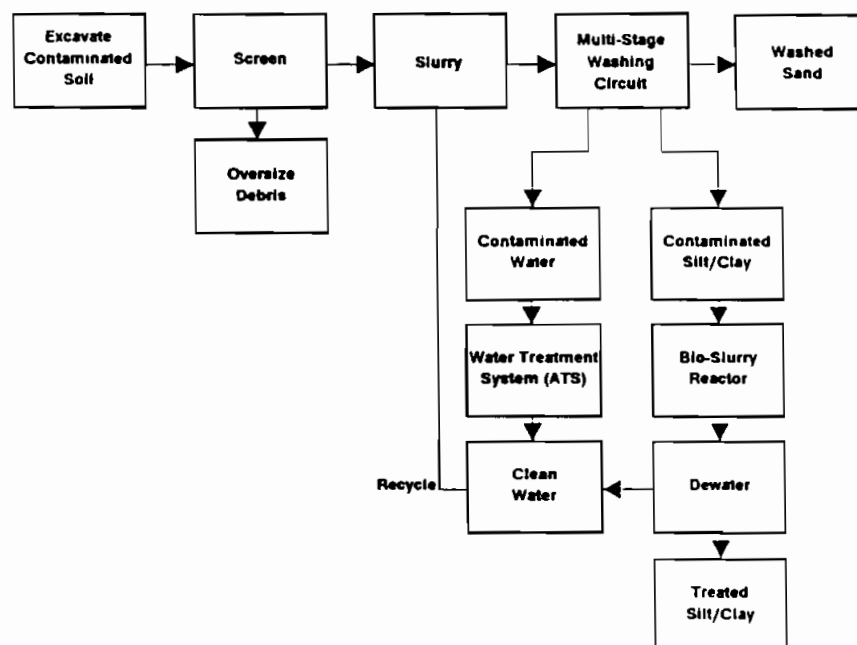 Excavate
Contaminated
Soil
Screen
Slurry
Multi-Stage
Washing
Circuit
Washed
Sand
Oversize
Debris
Contaminated
Water
Contaminated
Silt/Clay
Water Treatment
System (ATS)
Bio-Slurry
Reactor
Recycle
Clean
Water
Dewater
Treated
Silt/Clay